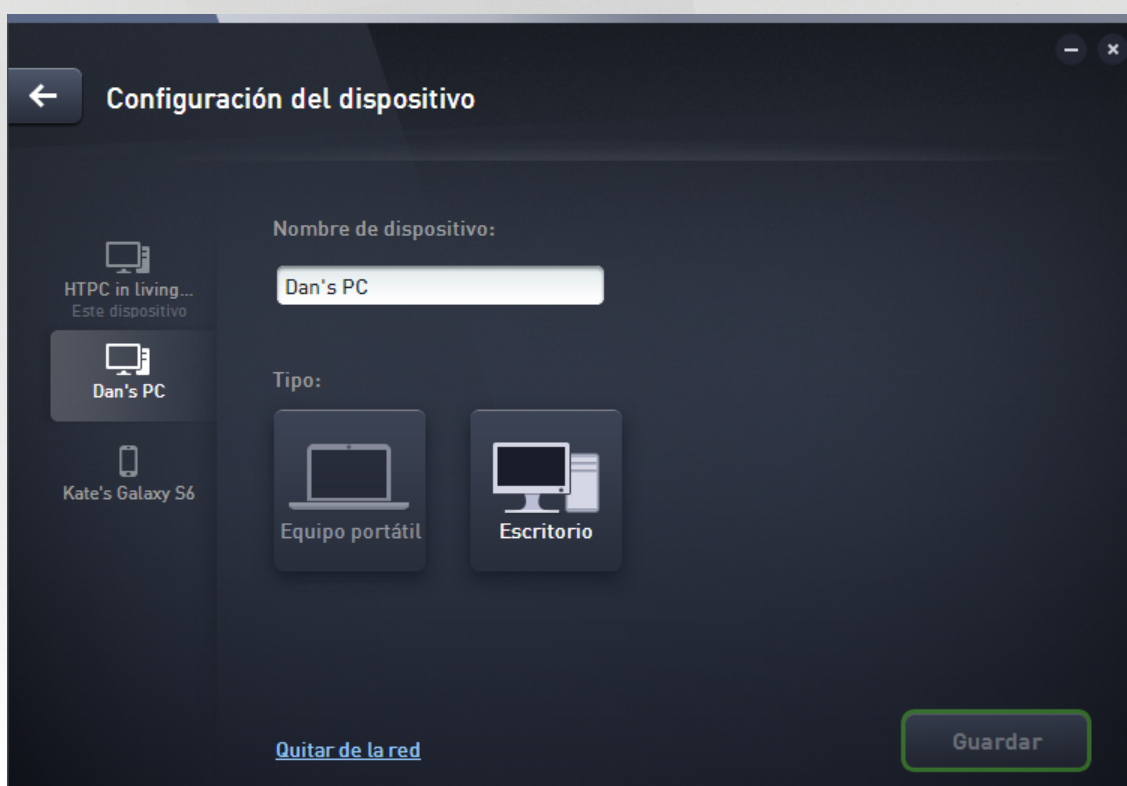 Configuración del dispositivo
Nombre de dispositivo:
HTPC in living...
Este dispositivo
Dan's PC
Dan's PC
Kate's Galaxy S6
Tipo:
Equipo portátil
Escritorio
Quitar de la red
Guardar